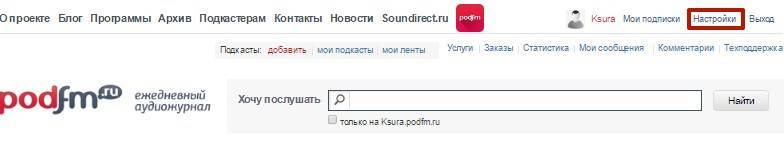 О проекте Блог Программы Архив Подкастерам Контакты Новости Soundirect.ru podfm Ksura Мои подписки Настройки Выход
Подкасты: добавить мои подкасты мои ленты Услуги Заказы Статистика Мои сообщения Комментарии Техподдержка
podfm.ru ежедневный аудиожурнал Хочу послушать Найти
только на Ksura.podfm.ru